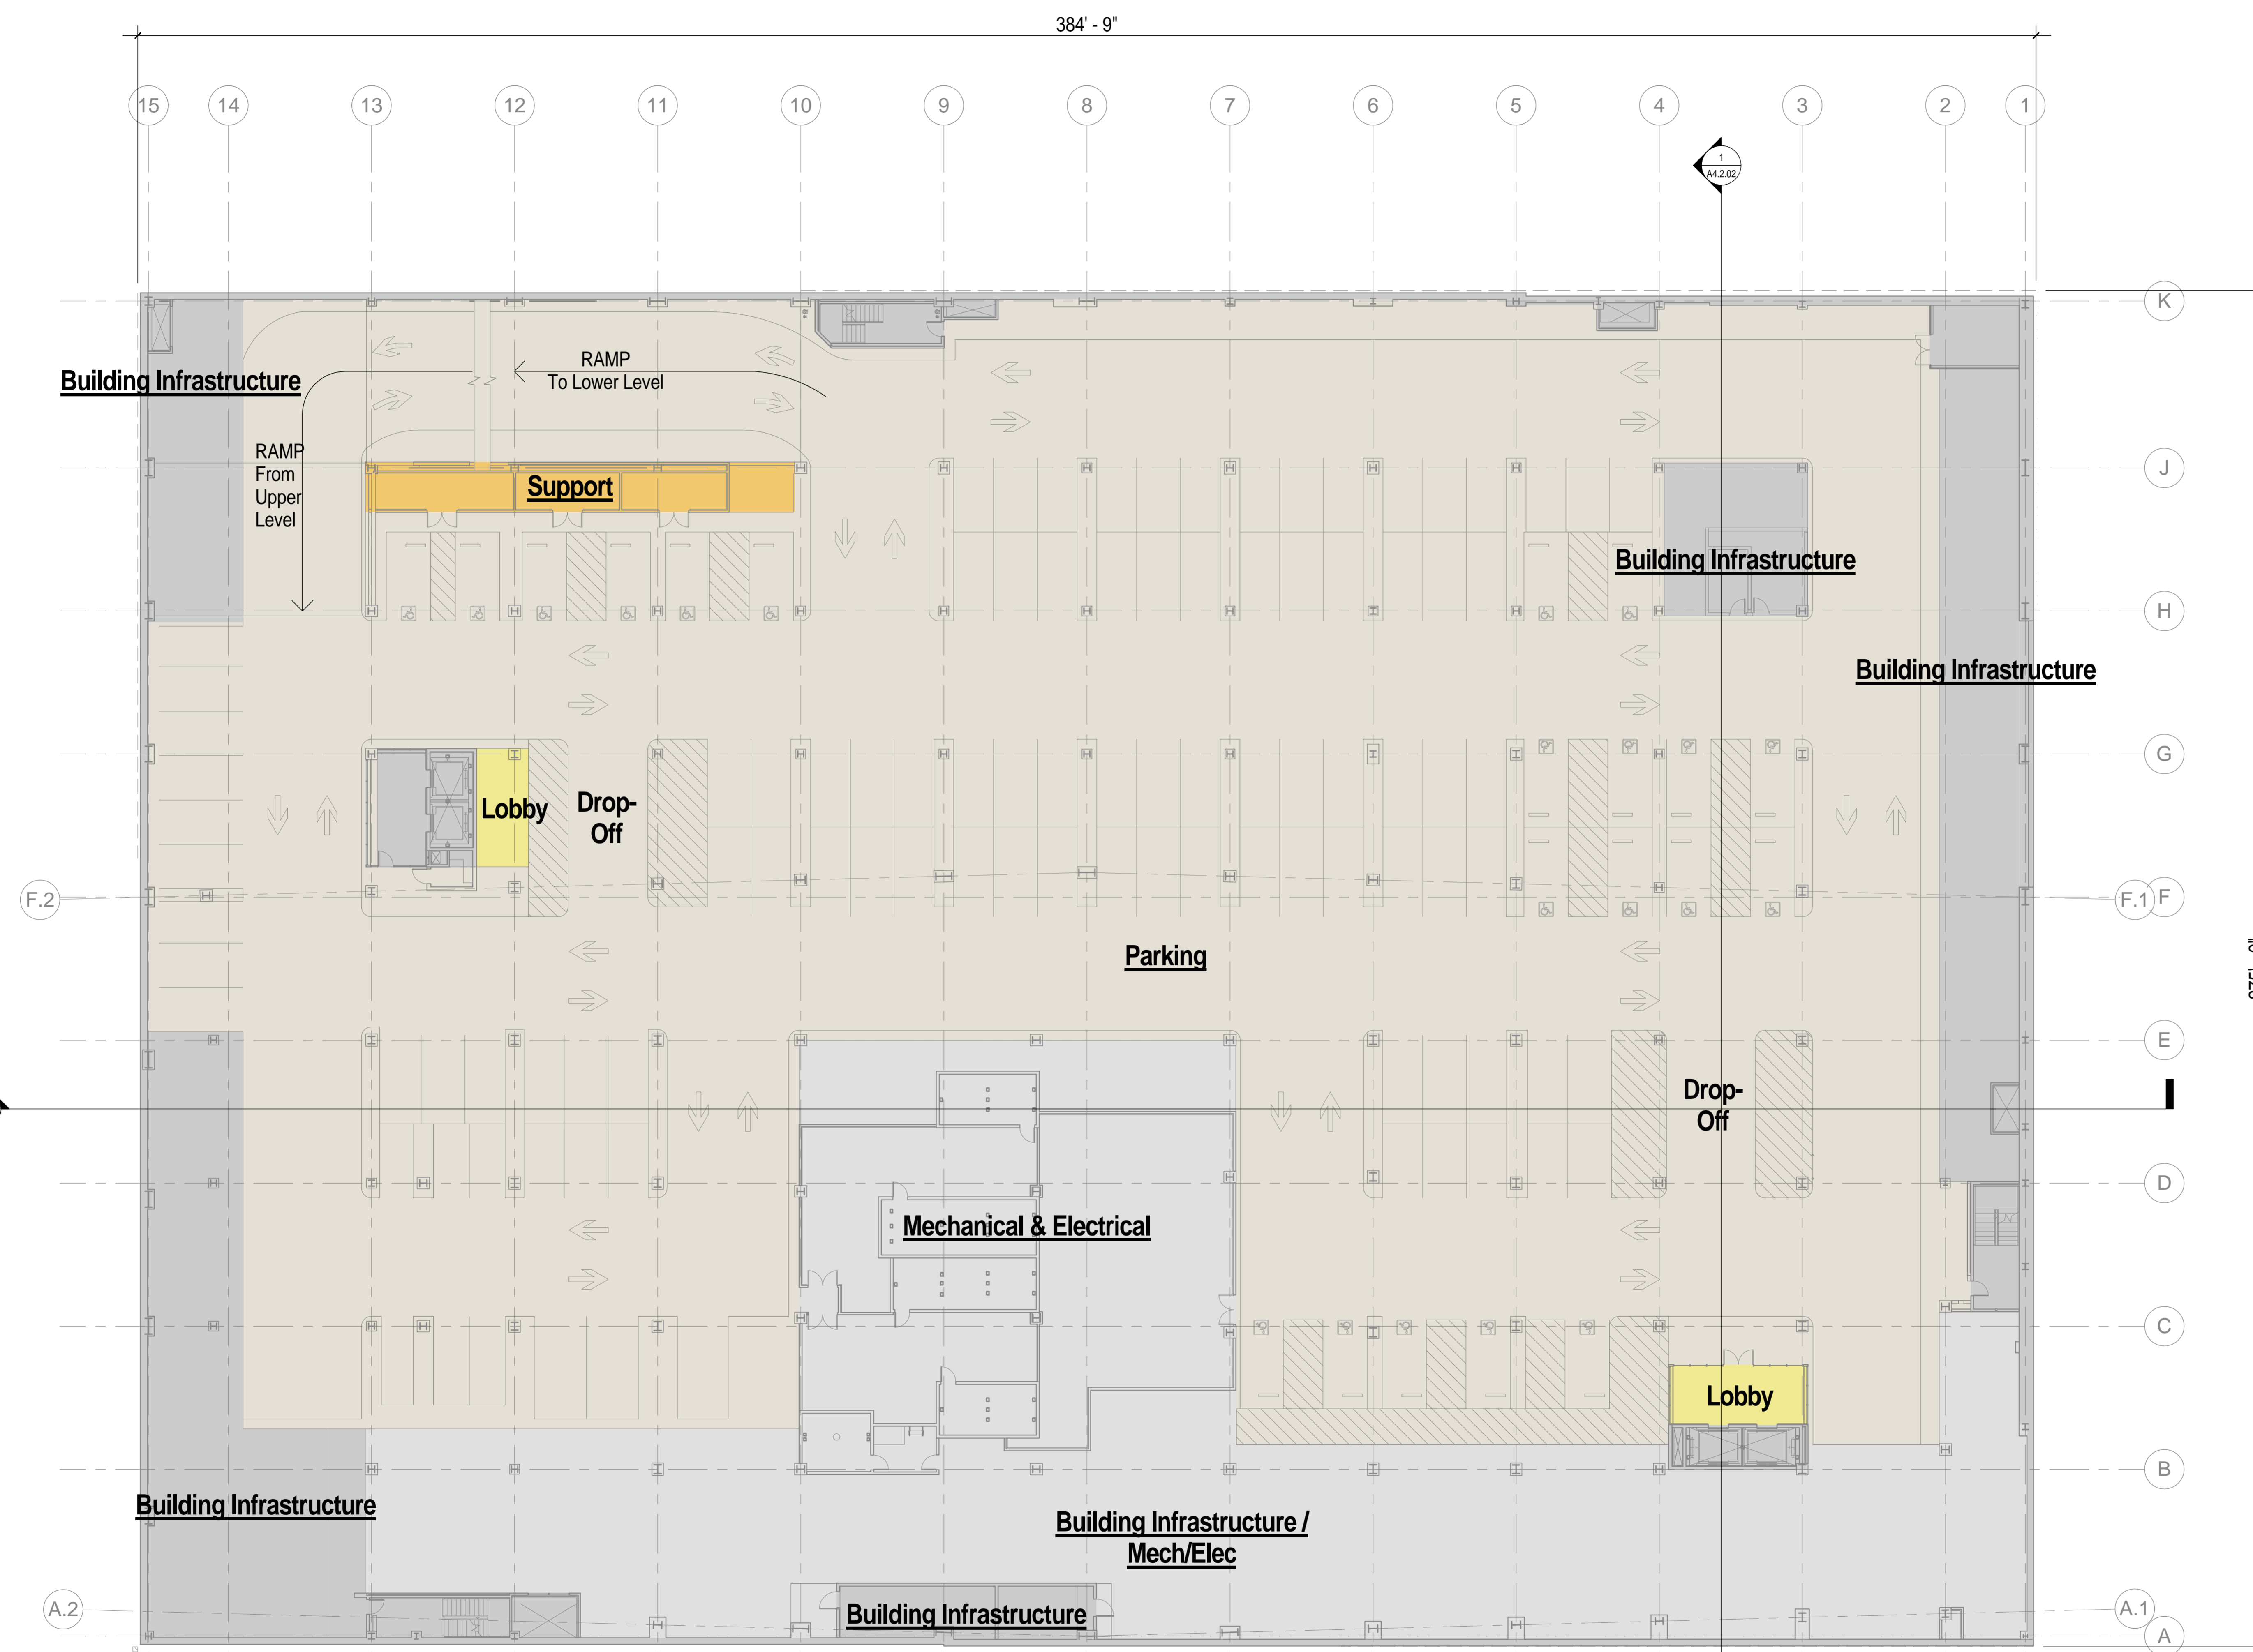 384' - 9"
15
14
13
12
11
10
9
8
7
6
5
4
3
2
1
1
A4.2.02
K
RAMP
To Lower Level
Building Infrastructure
RAMP
From
Upper
Level
J
Support
Building Infrastructure
H
Building Infrastructure
G
Lobby
Drop-
Off
F.2
F.1
F
Parking
E
Drop-
Off
D
Mechanical & Electrical
C
Lobby
B
Building Infrastructure
Building Infrastructure /
Mech/Elec
A.2
Building Infrastructure
A.1
A